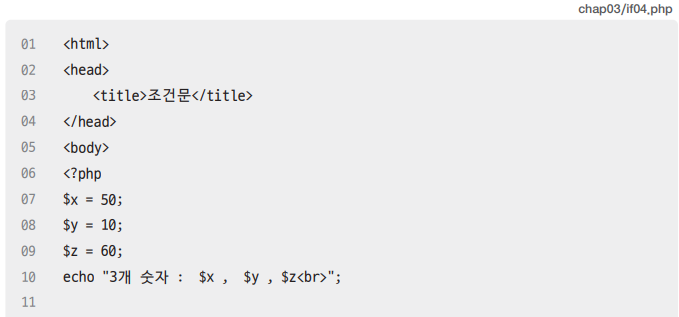 chap03/if04.php
01 <html>
02 <head>
03 <title>조건문</title>
04 </head>
05 <body>
06 <?php
07 $x = 50;
08 $y = 10;
09 $z = 60;
10 echo "3개 숫자 :  $x ,  $y , $z<br>";
11